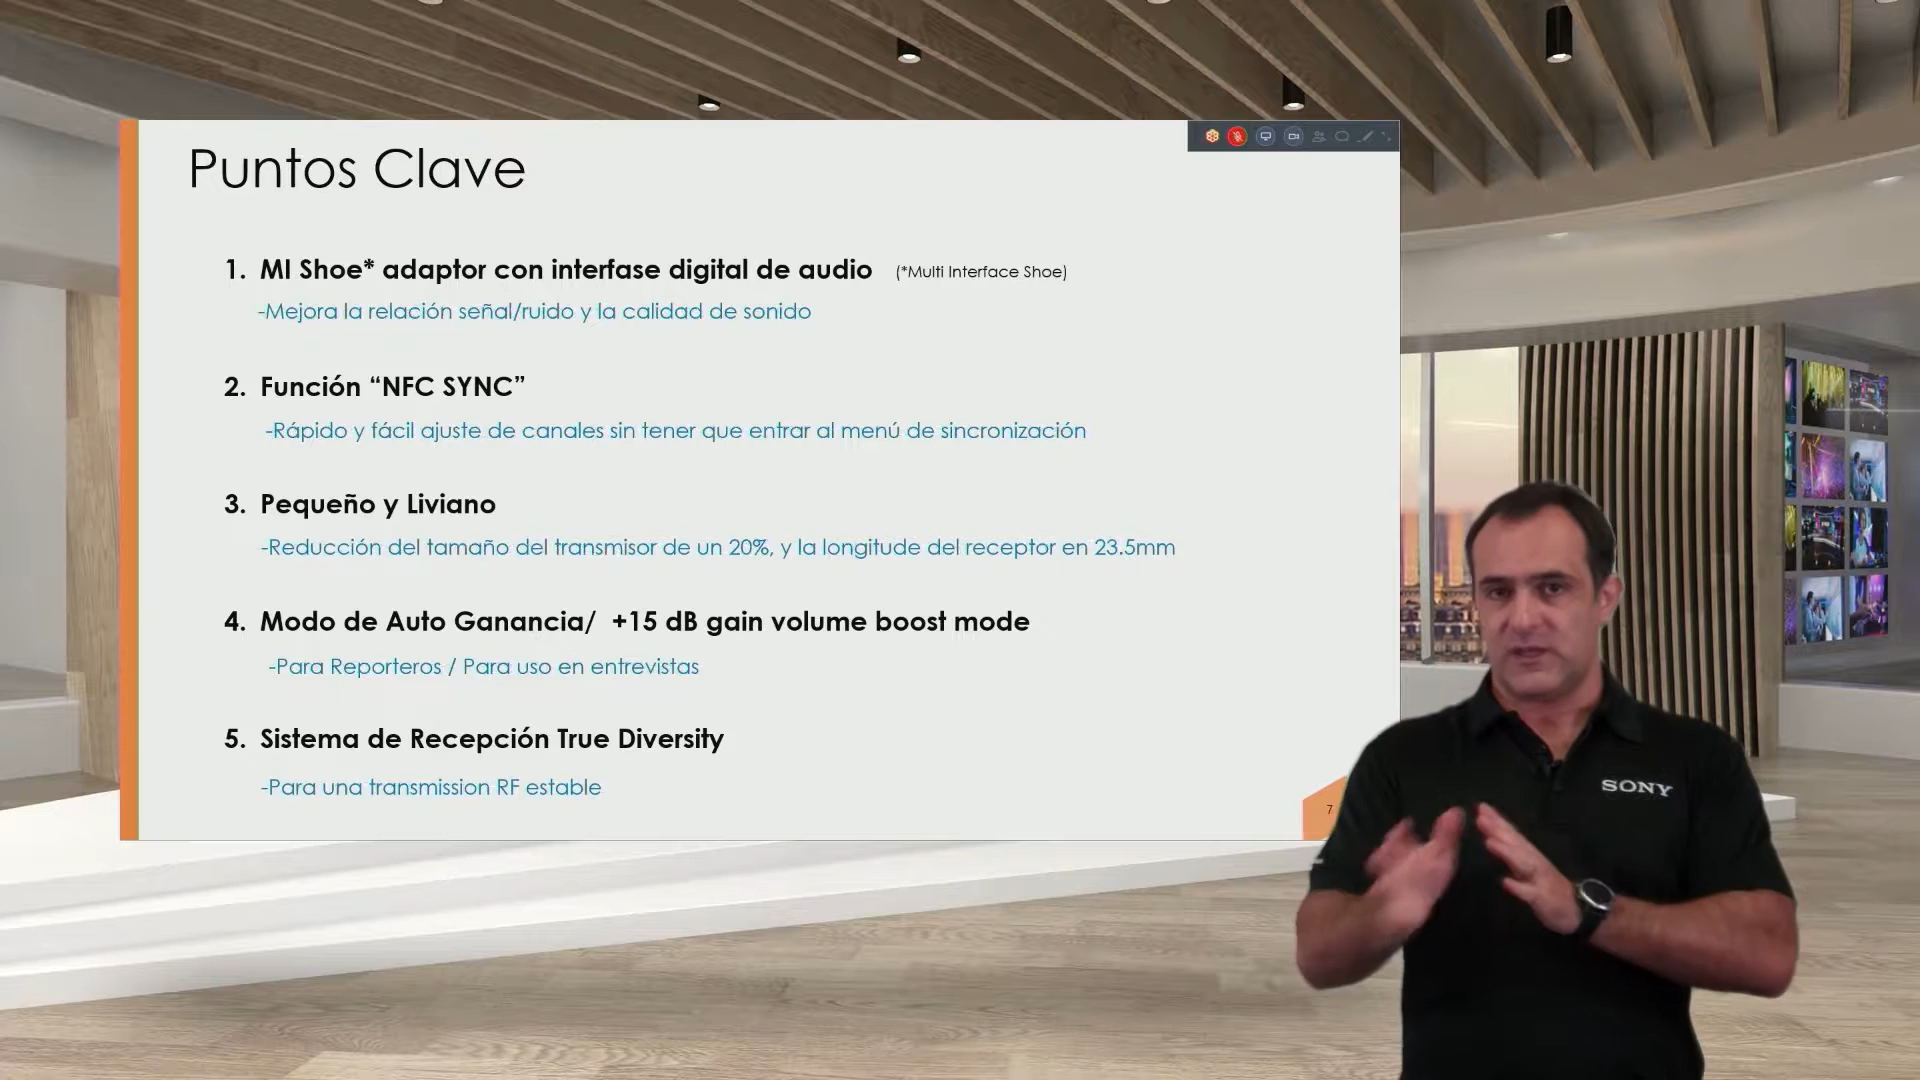 Puntos Clave
1. MI Shoe* adaptor con interfase digital de audio (*Multi Interface Shoe)
-Mejora la relación señal/ruido y la calidad de sonido
2. Función “NFC SYNC”
-Rápido y fácil ajuste de canales sin tener que entrar al menú de sincronización
3. Pequeño y Liviano
-Reducción del tamaño del transmisor de un 20%, y la longitude del receptor en 23.5mm
4. Modo de Auto Ganancia/ +15 dB gain volume boost mode
-Para Reporteros / Para uso en entrevistas
5. Sistema de Recepción True Diversity
-Para una transmission RF estable
7
SONY